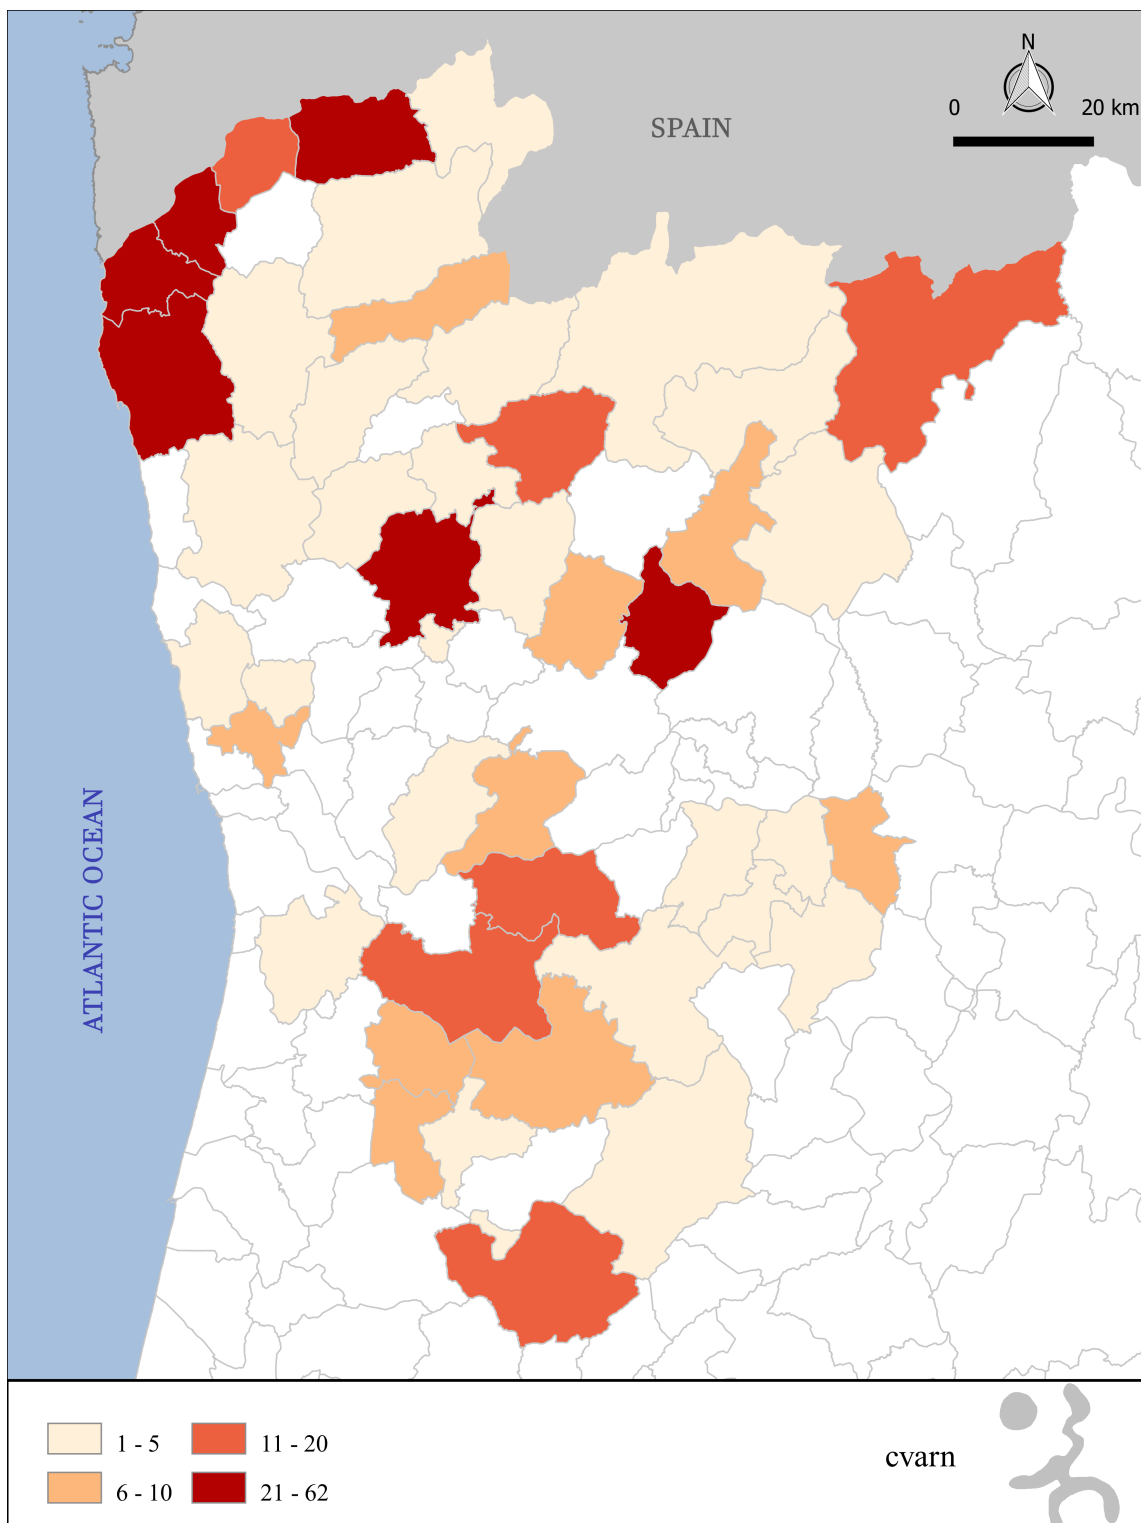 N
0 20 km
SPAIN
ATLANTIC OCEAN
1 - 5
11 - 20
6 - 10
21 - 62
cvarn